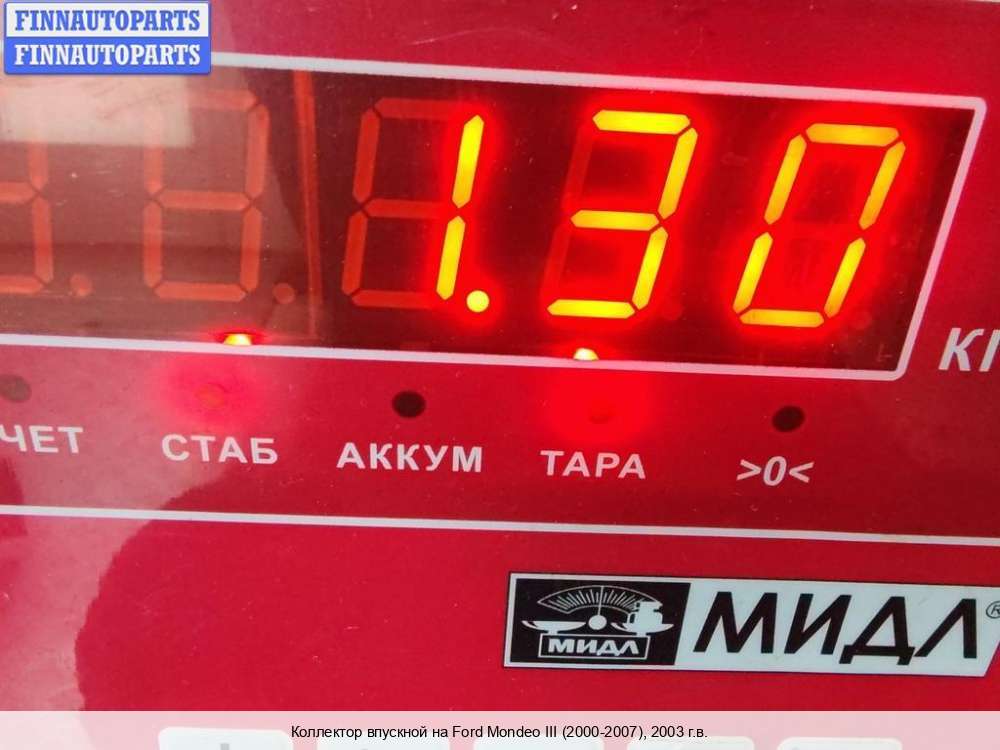 FINNAUTOPARTS
FINNAUTOPARTS
1.30
СТАБ АККУМ ТАРА >0<
МИДЛ МИДЛ®
Коллектор впускной на Ford Mondeo III (2000-2007), 2003 г.в.